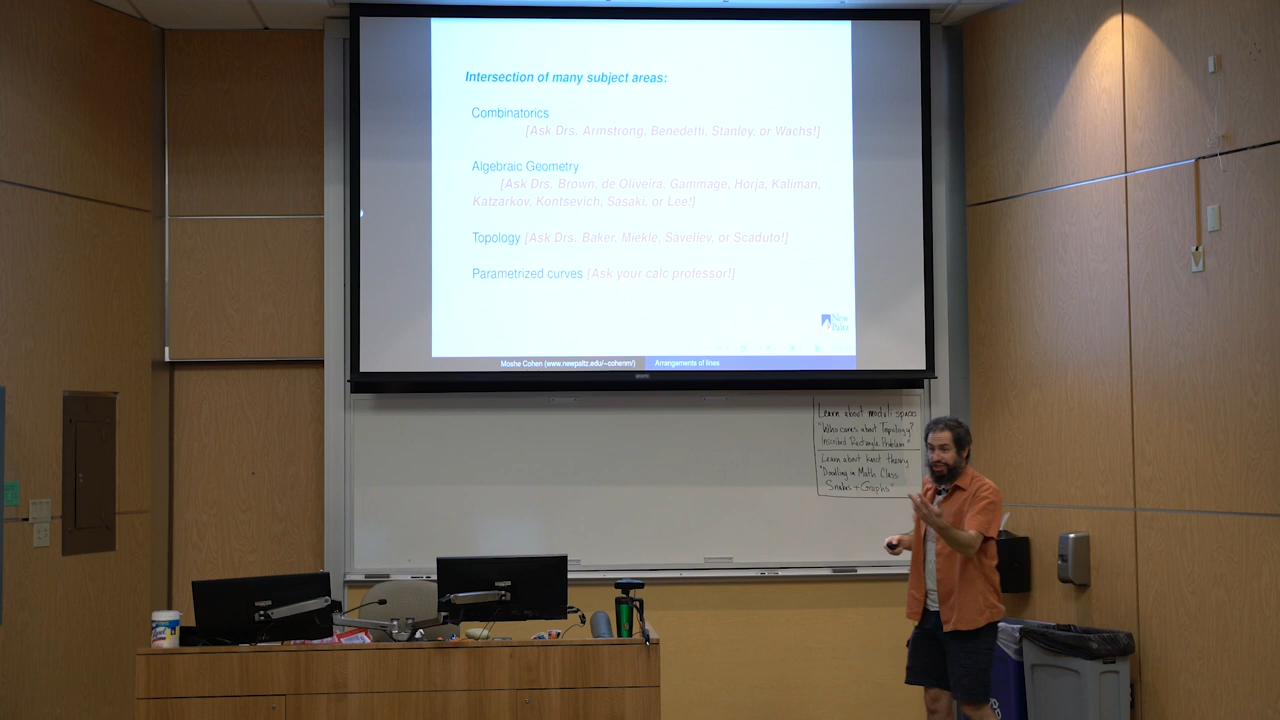 Intersection of many subject areas:
Combinatorics
[Ask Drs. Armstrong, Benedetti, Stanley, or Wachs!]
Algebraic Geometry
[Ask Drs. Brown, de Oliveira, Gammage, Horja, Kaliman,
Katzarkov, Kontsevich, Sasaki, or Lee!]
Topology [Ask Drs. Baker, Miekle, Saveliev, or Scaduto!]
Parametrized curves [Ask your calc professor!]
New
Paltz
Moshe Cohen (www.newpaltz.edu/~cohenm/) Arrangements of lines
Learn about moduli spaces
"Who cares about Topology?
Inscribed Rectangle Problem"
Learn about knot theory
"Doodling in Math Class
Snakes + Graphs"